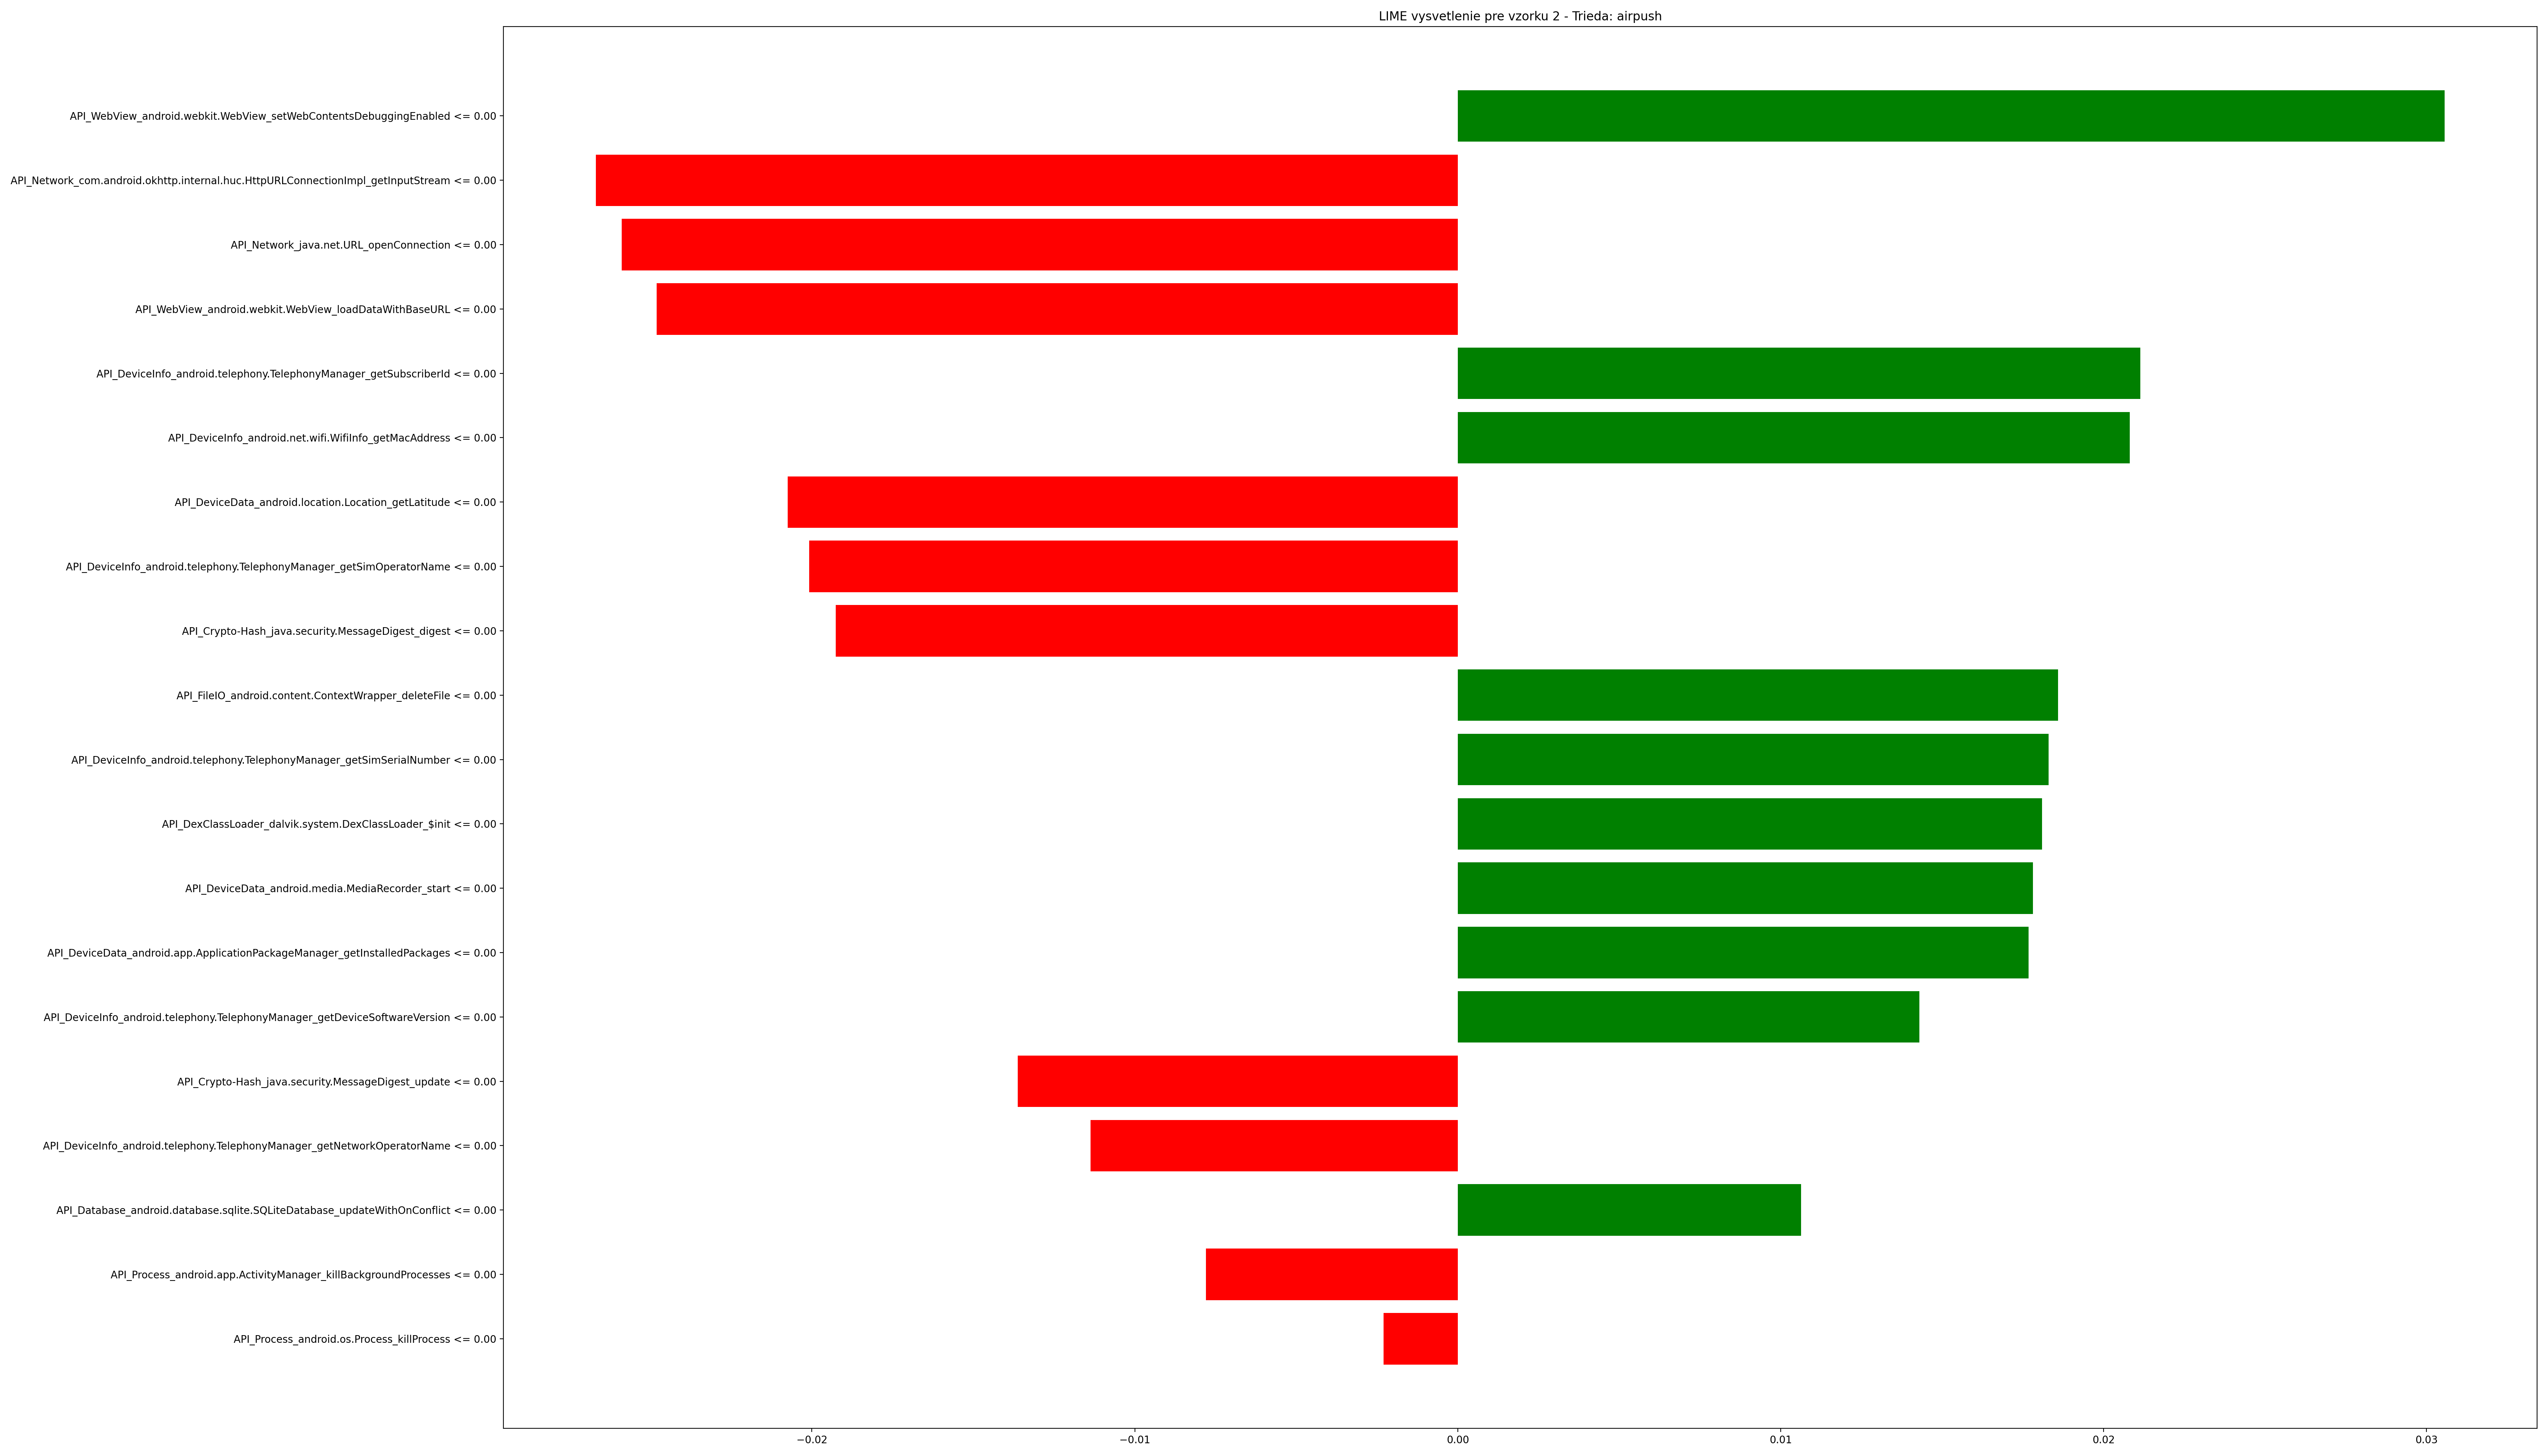 LIME vysvetlenie pre vzorku 2 - Trieda: airpush
API_WebView_android.webkit.WebView_setWebContentsDebuggingEnabled <= 0.00
API_Network_com.android.okhttp.internal.huc.HttpURLConnectionImpl_getInputStream <= 0.00
API_Network_java.net.URL_openConnection <= 0.00
API_WebView_android.webkit.WebView_loadDataWithBaseURL <= 0.00
API_DeviceInfo_android.telephony.TelephonyManager_getSubscriberId <= 0.00
API_DeviceInfo_android.net.wifi.WifiInfo_getMacAddress <= 0.00
API_DeviceData_android.location.Location_getLatitude <= 0.00
API_DeviceInfo_android.telephony.TelephonyManager_getSimOperatorName <= 0.00
API_Crypto-Hash_java.security.MessageDigest_digest <= 0.00
API_FileIO_android.content.ContextWrapper_deleteFile <= 0.00
API_DeviceInfo_android.telephony.TelephonyManager_getSimSerialNumber <= 0.00
API_DexClassLoader_dalvik.system.DexClassLoader_$init <= 0.00
API_DeviceData_android.media.MediaRecorder_start <= 0.00
API_DeviceData_android.app.ApplicationPackageManager_getInstalledPackages <= 0.00
API_DeviceInfo_android.telephony.TelephonyManager_getDeviceSoftwareVersion <= 0.00
API_Crypto-Hash_java.security.MessageDigest_update <= 0.00
API_DeviceInfo_android.telephony.TelephonyManager_getNetworkOperatorName <= 0.00
API_Database_android.database.sqlite.SQLiteDatabase_updateWithOnConflict <= 0.00
API_Process_android.app.ActivityManager_killBackgroundProcesses <= 0.00
API_Process_android.os.Process_killProcess <= 0.00
−0.02 −0.01 0.00 0.01 0.02 0.03